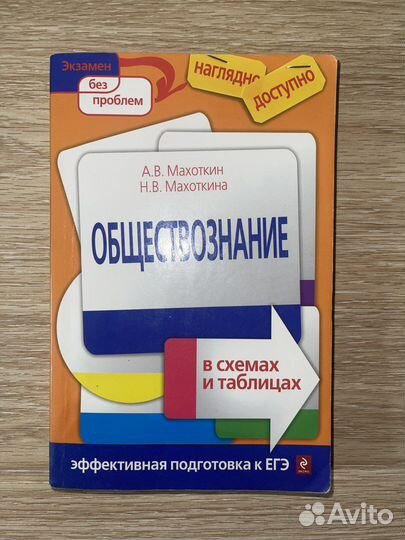 Экзамен
без
проблем
наглядно
доступно
А.В. Махоткин
Н.В. Махоткина
ОБЩЕСТВОЗНАНИЕ
в схемах
и таблицах
эффективная подготовка к ЕГЭ
Avito